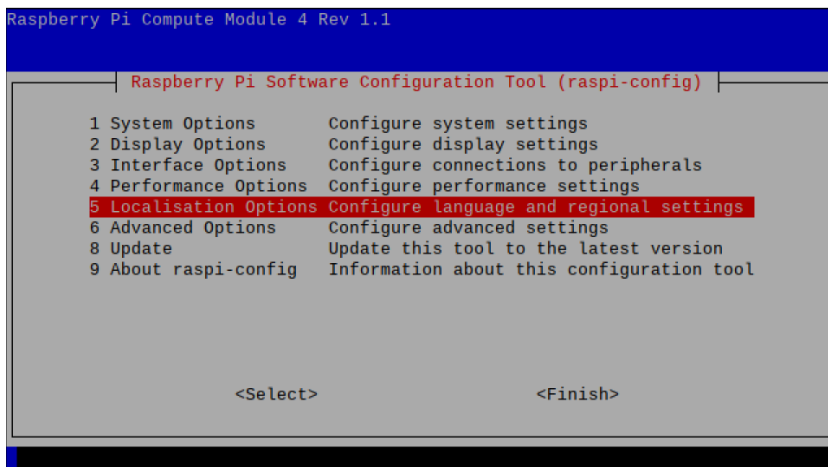 Raspberry Pi Compute Module 4 Rev 1.1
Raspberry Pi Software Configuration Tool (raspi-config)
1 System Options Configure system settings
2 Display Options Configure display settings
3 Interface Options Configure connections to peripherals
4 Performance Options Configure performance settings
5 Localisation Options Configure language and regional settings
6 Advanced Options Configure advanced settings
8 Update Update this tool to the latest version
9 About raspi-config Information about this configuration tool
<Select> <Finish>